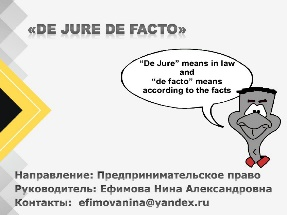 «DE JURE DE FACTO»
“De Jure” means in law
and
“de facto” means
according to the facts
Направление: Предпринимательское право
Руководитель: Ефимова Нина Александровна
Контакты: efimovanina@yandex.ru